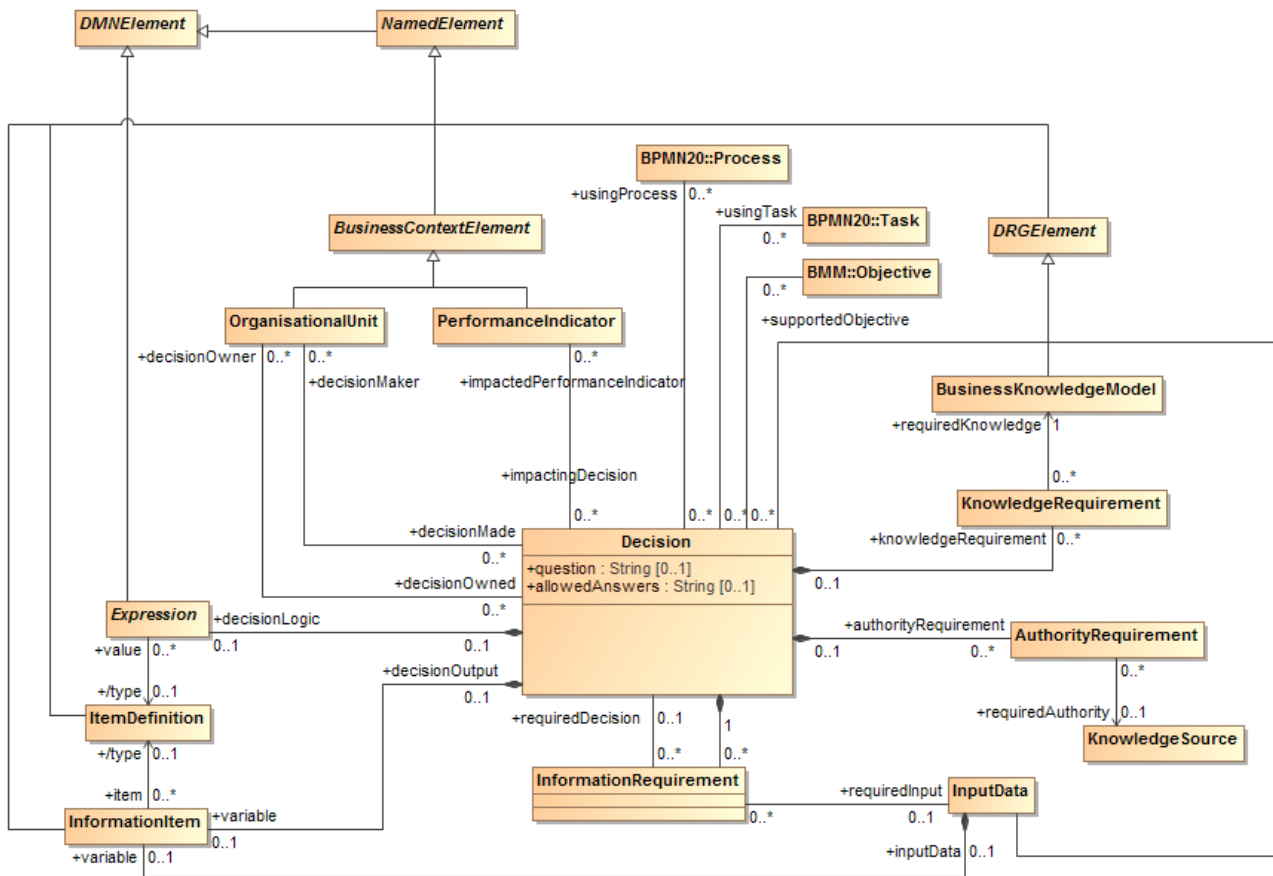 DMNElement
NamedElement
BPMN20::Process
+usingProcess
0..*
+usingTask
BPMN20::Task
0..*
BusinessContextElement
DRGElement
BMM::Objective
0..*
+supportedObjective
OrganisationalUnit
PerformanceIndicator
+decisionOwner
0..*
0..*
0..*
+decisionMaker
+impactedPerformanceIndicator
BusinessKnowledgeModel
+requiredKnowledge
1
+impactingDecision
0..*
KnowledgeRequirement
0..*
0..*
0..*
0..*
+knowledgeRequirement
0..*
+decisionMade
0..*
Decision
+question : String [0..1]
+allowedAnswers : String [0..1]
0..1
+decisionOwned
0..*
Expression
+decisionLogic
0..1
0..1
+authorityRequirement
0..1
0..*
AuthorityRequirement
+value
0..*
+decisionOutput
0..1
0..*
+/type
0..1
+requiredAuthority
0..1
ItemDefinition
+requiredDecision
0..1
1
KnowledgeSource
+/type
0..1
0..*
0..*
InformationRequirement
+requiredInput
InputData
+item
0..*
0..*
0..1
InformationItem
+variable
0..1
+variable
0..1
+inputData
0..1